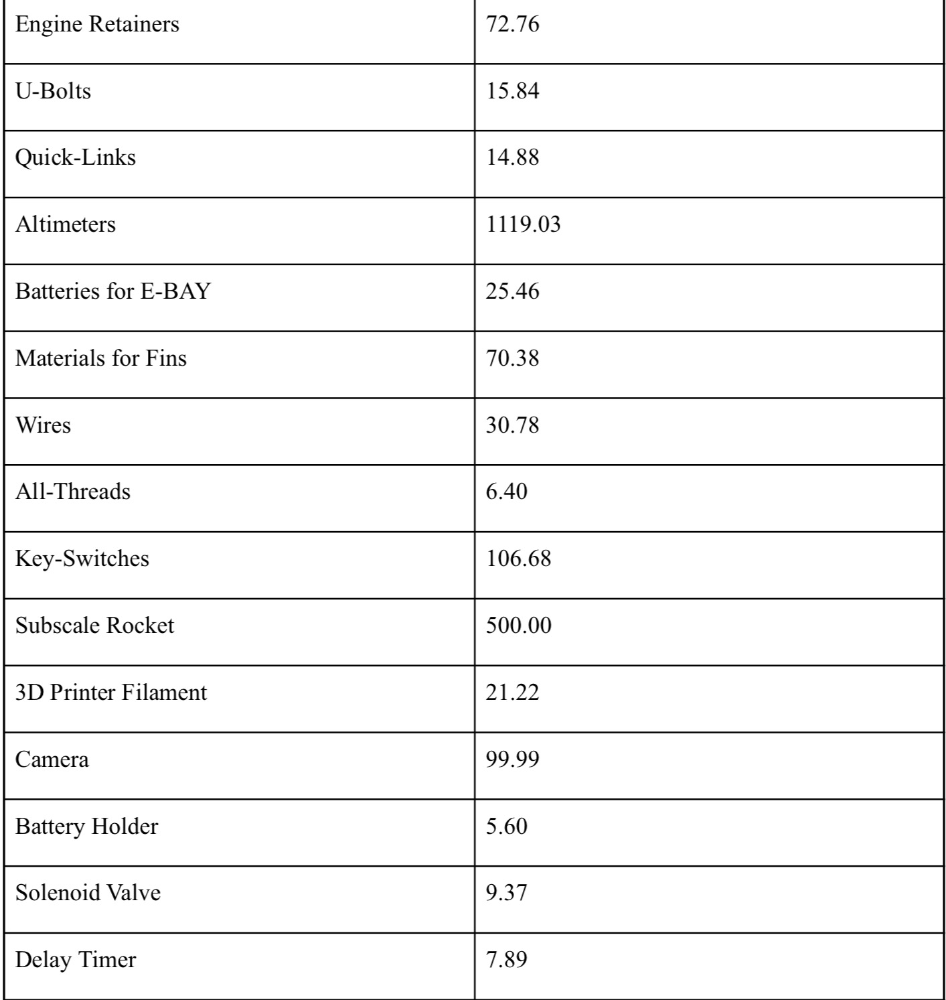 Engine Retainers 72.76
U-Bolts 15.84
Quick-Links 14.88
Altimeters 1119.03
Batteries for E-BAY 25.46
Materials for Fins 70.38
Wires 30.78
All-Threads 6.40
Key-Switches 106.68
Subscale Rocket 500.00
3D Printer Filament 21.22
Camera 99.99
Battery Holder 5.60
Solenoid Valve 9.37
Delay Timer 7.89